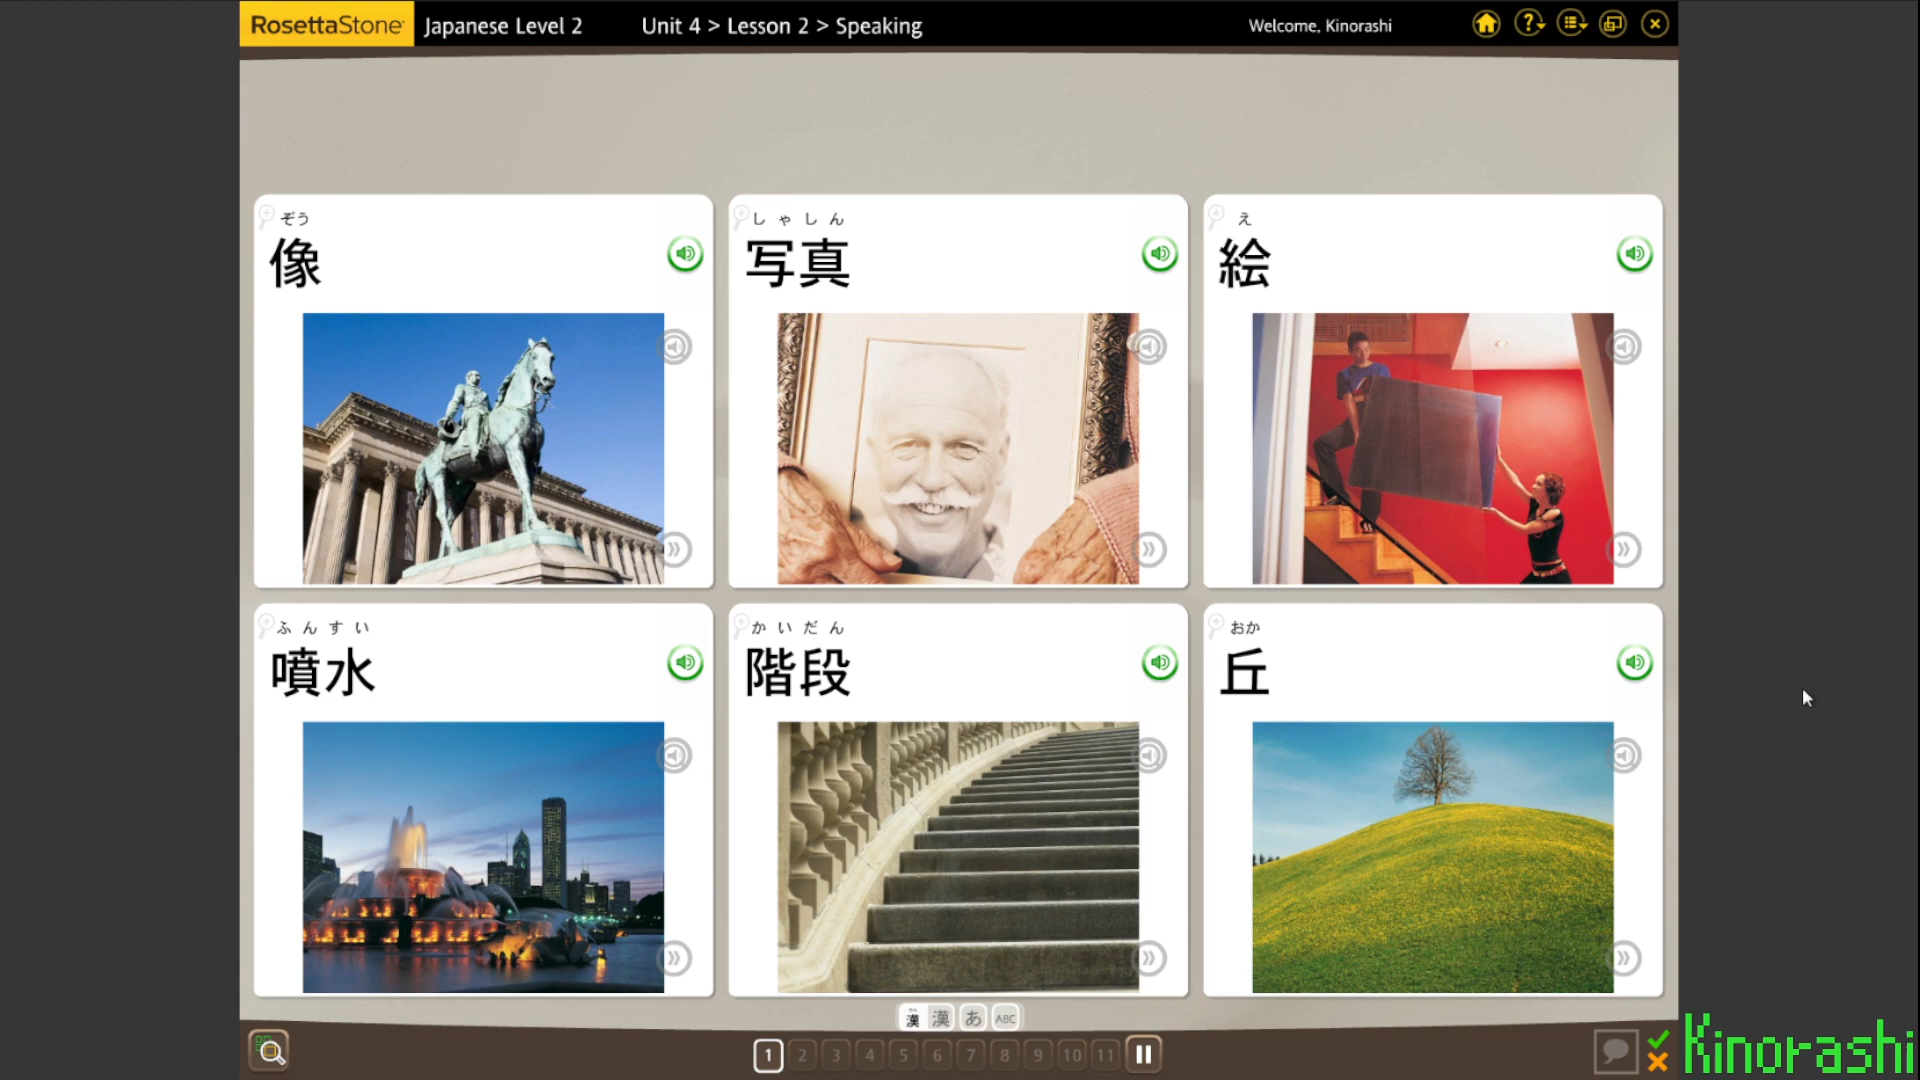 RosettaStone Japanese Level 2 Unit 4 > Lesson 2 > Speaking Welcome, Kinorashi
ぞう
像
しゃしん
写真
え
絵
ふんすい
噴水
かいだん
階段
おか
丘
漢 漢 あ ABC
1 2 3 4 5 6 7 8 9 10 11
Kinorashi